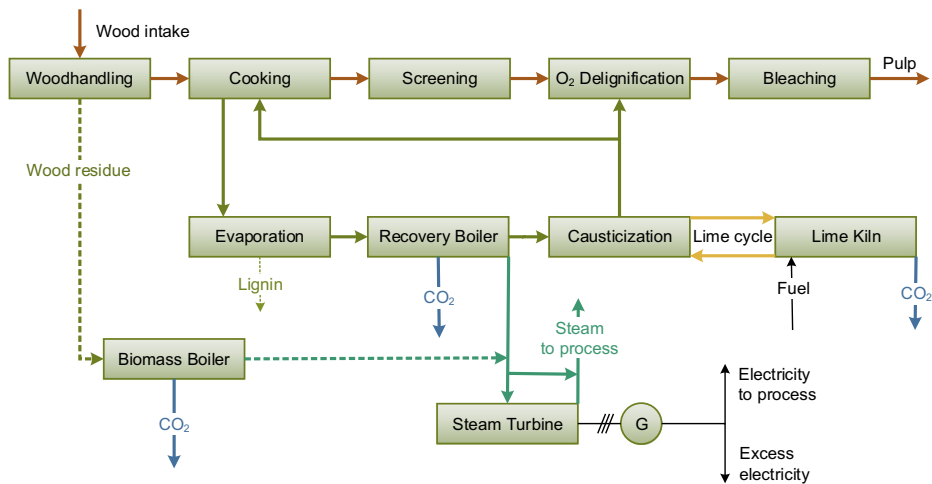 Wood intake
Woodhandling
Cooking
Screening
O₂ Delignification
Bleaching
Pulp
Wood residue
Evaporation
Recovery Boiler
Causticization
Lime cycle
Lime Kiln
Lignin
CO₂
Fuel
CO₂
Steam
to process
Biomass Boiler
Electricity
to process
CO₂
Steam Turbine
G
Excess
electricity